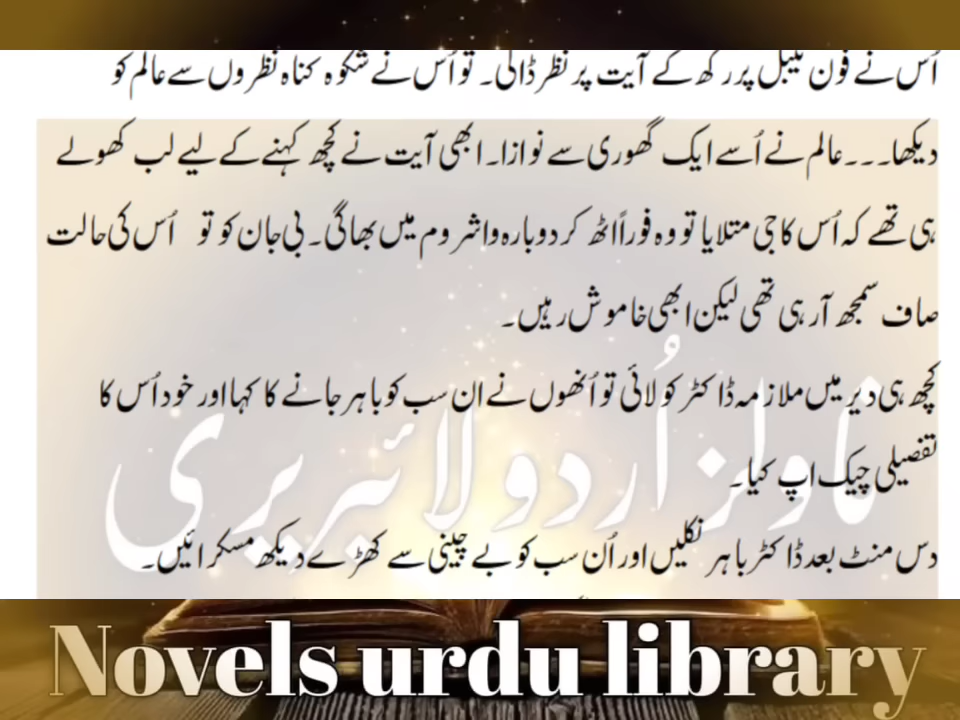 اُس نے فون ٹیبل پر رکھ کے آیت پر نظر ڈالی۔ تو اُس نے شکوہ کناہ نظروں سے عالم کو
دیکھا۔۔۔عالم نے اُسے ایک گھوری سے نوازا۔ ابھی آیت نے کچھ کہنے کے لیے لب کھولے
ہی تھے کہ اُس کا جی متلایا تو وہ فوراً اٹھ کر دوبارہ واشروم میں بھاگی۔ بی جان کو تو اُس کی حالت
صاف سمجھ آرہی تھی لیکن ابھی خاموش رہیں۔
کچھ ہی دیر میں ملازمہ ڈاکٹر کو لائی تو اُنھوں نے ان سب کو باہر جانے کا کہا اور خود اُس کا
تفصیلی چیک اپ کیا۔
ناولز اُردو لائبریری
دس منٹ بعد ڈاکٹر باہر نکلیں اور اُن سب کو بے چینی سے کھڑے دیکھ مسکرائیں۔
Novels urdu library